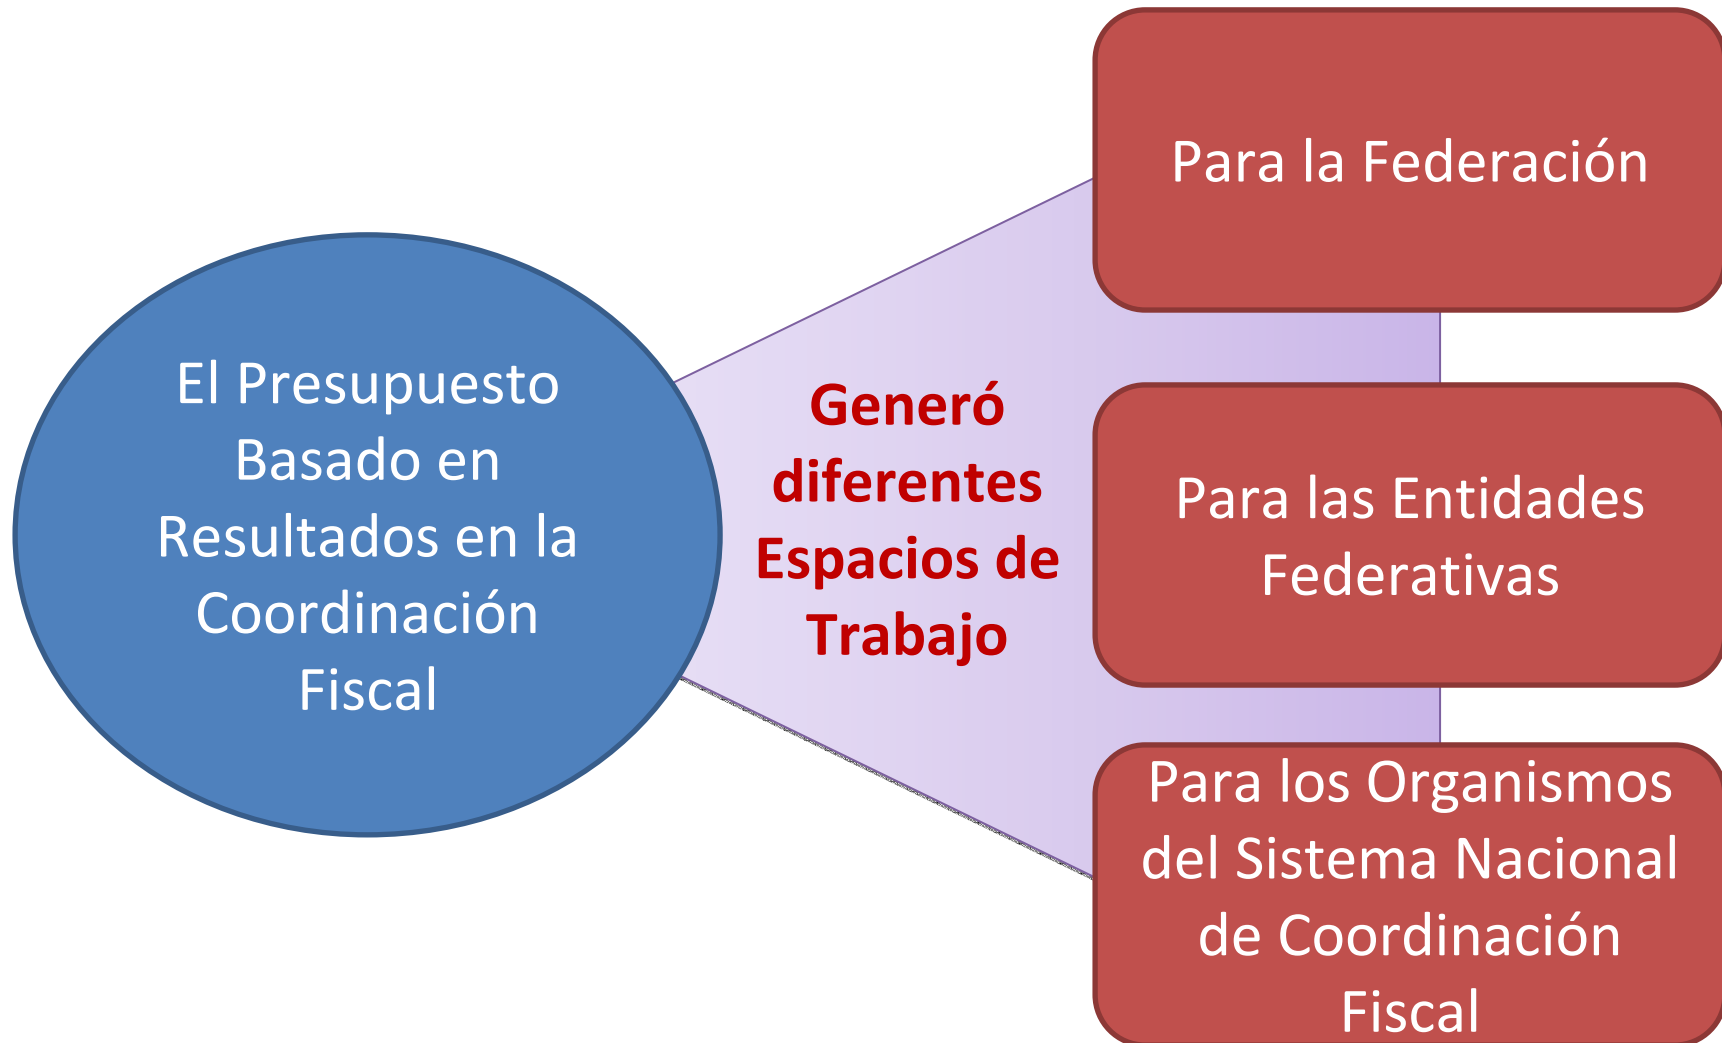 El Presupuesto
Basado en
Resultados en la
Coordinación
Fiscal
Generó
diferentes
Espacios de
Trabajo
Para la Federación
Para las Entidades
Federativas
Para los Organismos
del Sistema Nacional
de Coordinación
Fiscal